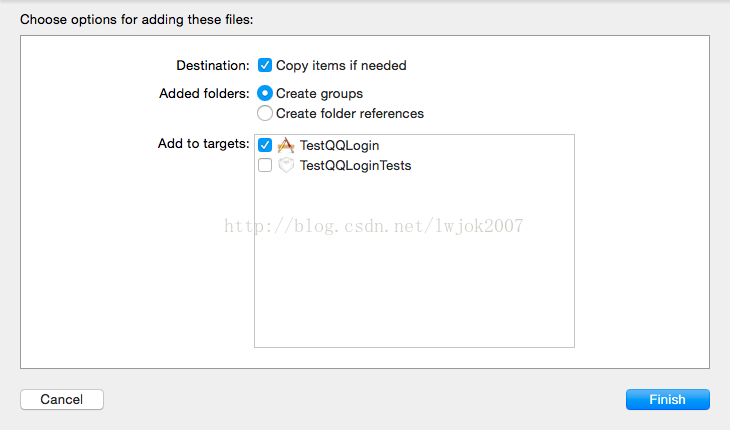 Choose options for adding these files:
Destination: Copy items if needed
Added folders: Create groups
Create folder references
Add to targets: TestQQLogin
TestQQLoginTests
http://blog.csdn.net/lwjok2007
Cancel Finish